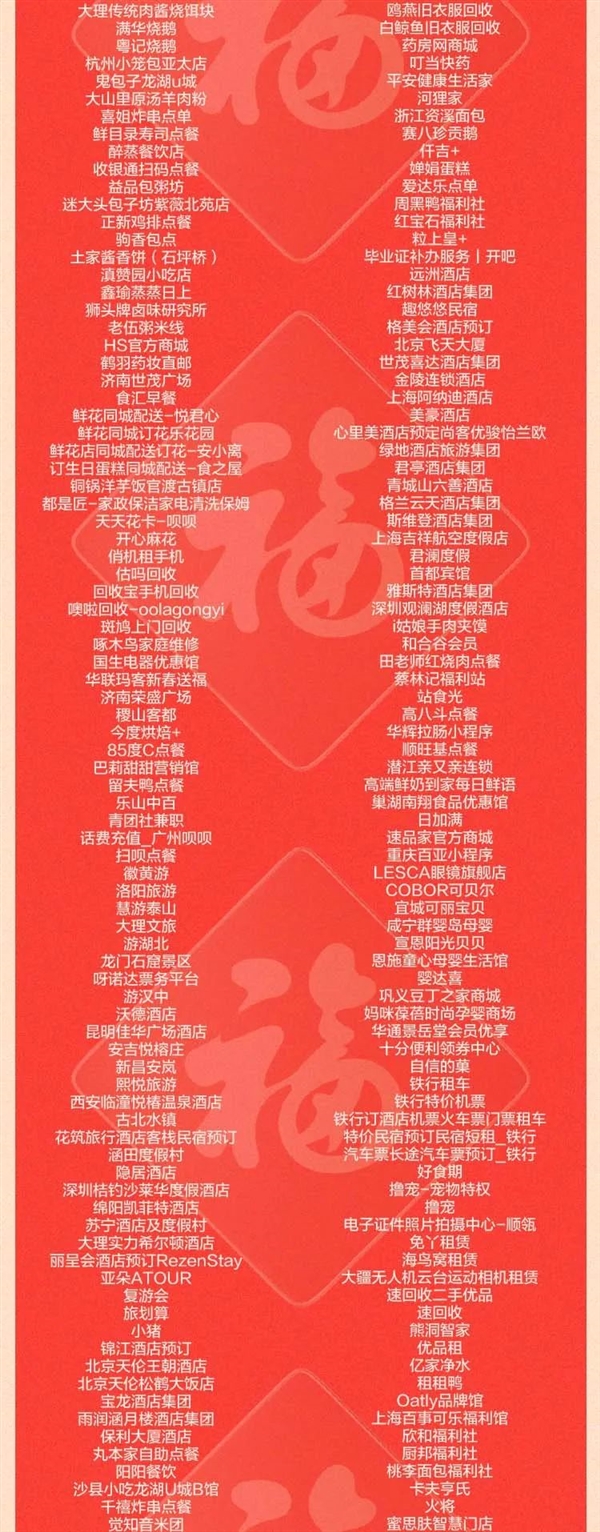 大理传统肉酱烧饵块
满华烧鹅
粤记烧鹅
杭州小笼包亚太店
鬼包子龙湖u城
大山里原汤羊肉粉
喜姐炸串点单
鲜目录寿司点餐
醉蒸餐饮店
收银通扫码点餐
益品包粥坊
迷大头包子坊紫薇北苑店
正新鸡排点餐
驹香包点
土家酱香饼（石坪桥）
滇赞园小吃店
鑫瑜蒸蒸日上
狮头牌卤味研究所
老伍粥米线
HS官方商城
鹤羽药妆直邮
济南世茂广场
食汇早餐
鲜花同城配送-悦君心
鲜花同城订花乐花园
鲜花店同城配送订花-安小离
订生日蛋糕同城配送-食之屋
铜锅洋芋饭官渡古镇店
都是匠-家政保洁家电清洗保姆
天天花卡-呗呗
开心麻花
俏机租手机
估吗回收
回收宝手机回收
噢啦回收-oolagongyi
斑鸠上门回收
啄木鸟家庭维修
国生电器优惠馆
华联玛客新春送福
济南荣盛广场
稷山客都
今度烘焙+
85度C点餐
巴莉甜甜营销馆
留夫鸭点餐
乐山中百
青团社兼职
话费充值_广州呗呗
扫呗点餐
徽黄游
洛阳旅游
慧游泰山
大理文旅
游湖北
龙门石窟景区
呀诺达票务平台
游汉中
沃德酒店
昆明佳华广场酒店
安吉悦榕庄
新昌安岚
熙悦旅游
西安临潼悦椿温泉酒店
古北水镇
花筑旅行酒店客栈民宿预订
涵田度假村
隐居酒店
深圳桔钓沙莱华度假酒店
绵阳凯菲特酒店
苏宁酒店及度假村
大理实力希尔顿酒店
丽呈会酒店预订RezenStay
亚朵ATOUR
复游会
旅划算
小猪
锦江酒店预订
北京天伦王朝酒店
北京天伦松鹤大饭店
宝龙酒店集团
雨润涵月楼酒店集团
保利大厦酒店
丸本家自助点餐
阳阳餐饮
沙县小吃龙湖U城B馆
千禧炸串点餐
觉知音米团
鸥燕旧衣服回收
白鲸鱼旧衣服回收
药房网商城
叮当快药
平安健康生活家
河狸家
浙江资溪面包
赛八珍贡鹅
仟吉+
婵娟蛋糕
爱达乐点单
周黑鸭福利社
红宝石福利社
粒上皇+
毕业证补办服务丨开吧
远洲酒店
红树林酒店集团
趣悠悠民宿
格美会酒店预订
北京飞天大厦
世茂喜达酒店集团
金陵连锁酒店
上海阿纳迪酒店
美豪酒店
心里美酒店预定尚客优骏怡兰欧
绿地酒店旅游集团
君亭酒店集团
青城山六善酒店
格兰云天酒店集团
斯维登酒店集团
上海吉祥航空度假店
君澜度假
首都宾馆
雅斯特酒店集团
深圳观澜湖度假酒店
i姑娘手肉夹馍
和合谷会员
田老师红烧肉点餐
蔡林记福利站
站食光
高八斗点餐
华辉拉肠小程序
顺旺基点餐
潜江亲又亲连锁
高端鲜奶到家每日鲜语
巢湖南翔食品优惠馆
日加满
速品家官方商城
重庆百亚小程序
LESCA眼镜旗舰店
COBOR可贝尔
宜城可丽宝贝
咸宁群婴岛母婴
宣恩阳光贝贝
恩施童心母婴生活馆
婴达喜
巩义豆丁之家商城
妈咪葆蓓时尚孕婴商场
华通景岳堂会员优享
十分便利领券中心
自信的菓
铁行租车
铁行特价机票
铁行订酒店机票火车票门票租车
特价民宿预订民宿短租_铁行
汽车票长途汽车票预订_铁行
好食期
撸宠-宠物特权
撸宠
电子证件照片拍摄中心-顺瓴
免丫租赁
海鸟窝租赁
大疆无人机云台运动相机租赁
速回收二手优品
速回收
熊洞智家
优品租
亿家净水
租租鸭
Oatly品牌馆
上海百事可乐福利馆
欣和福利社
厨邦福利社
桃李面包福利社
卡夫亨氏
火将
蜜思肤智慧门店
福
福
福
福